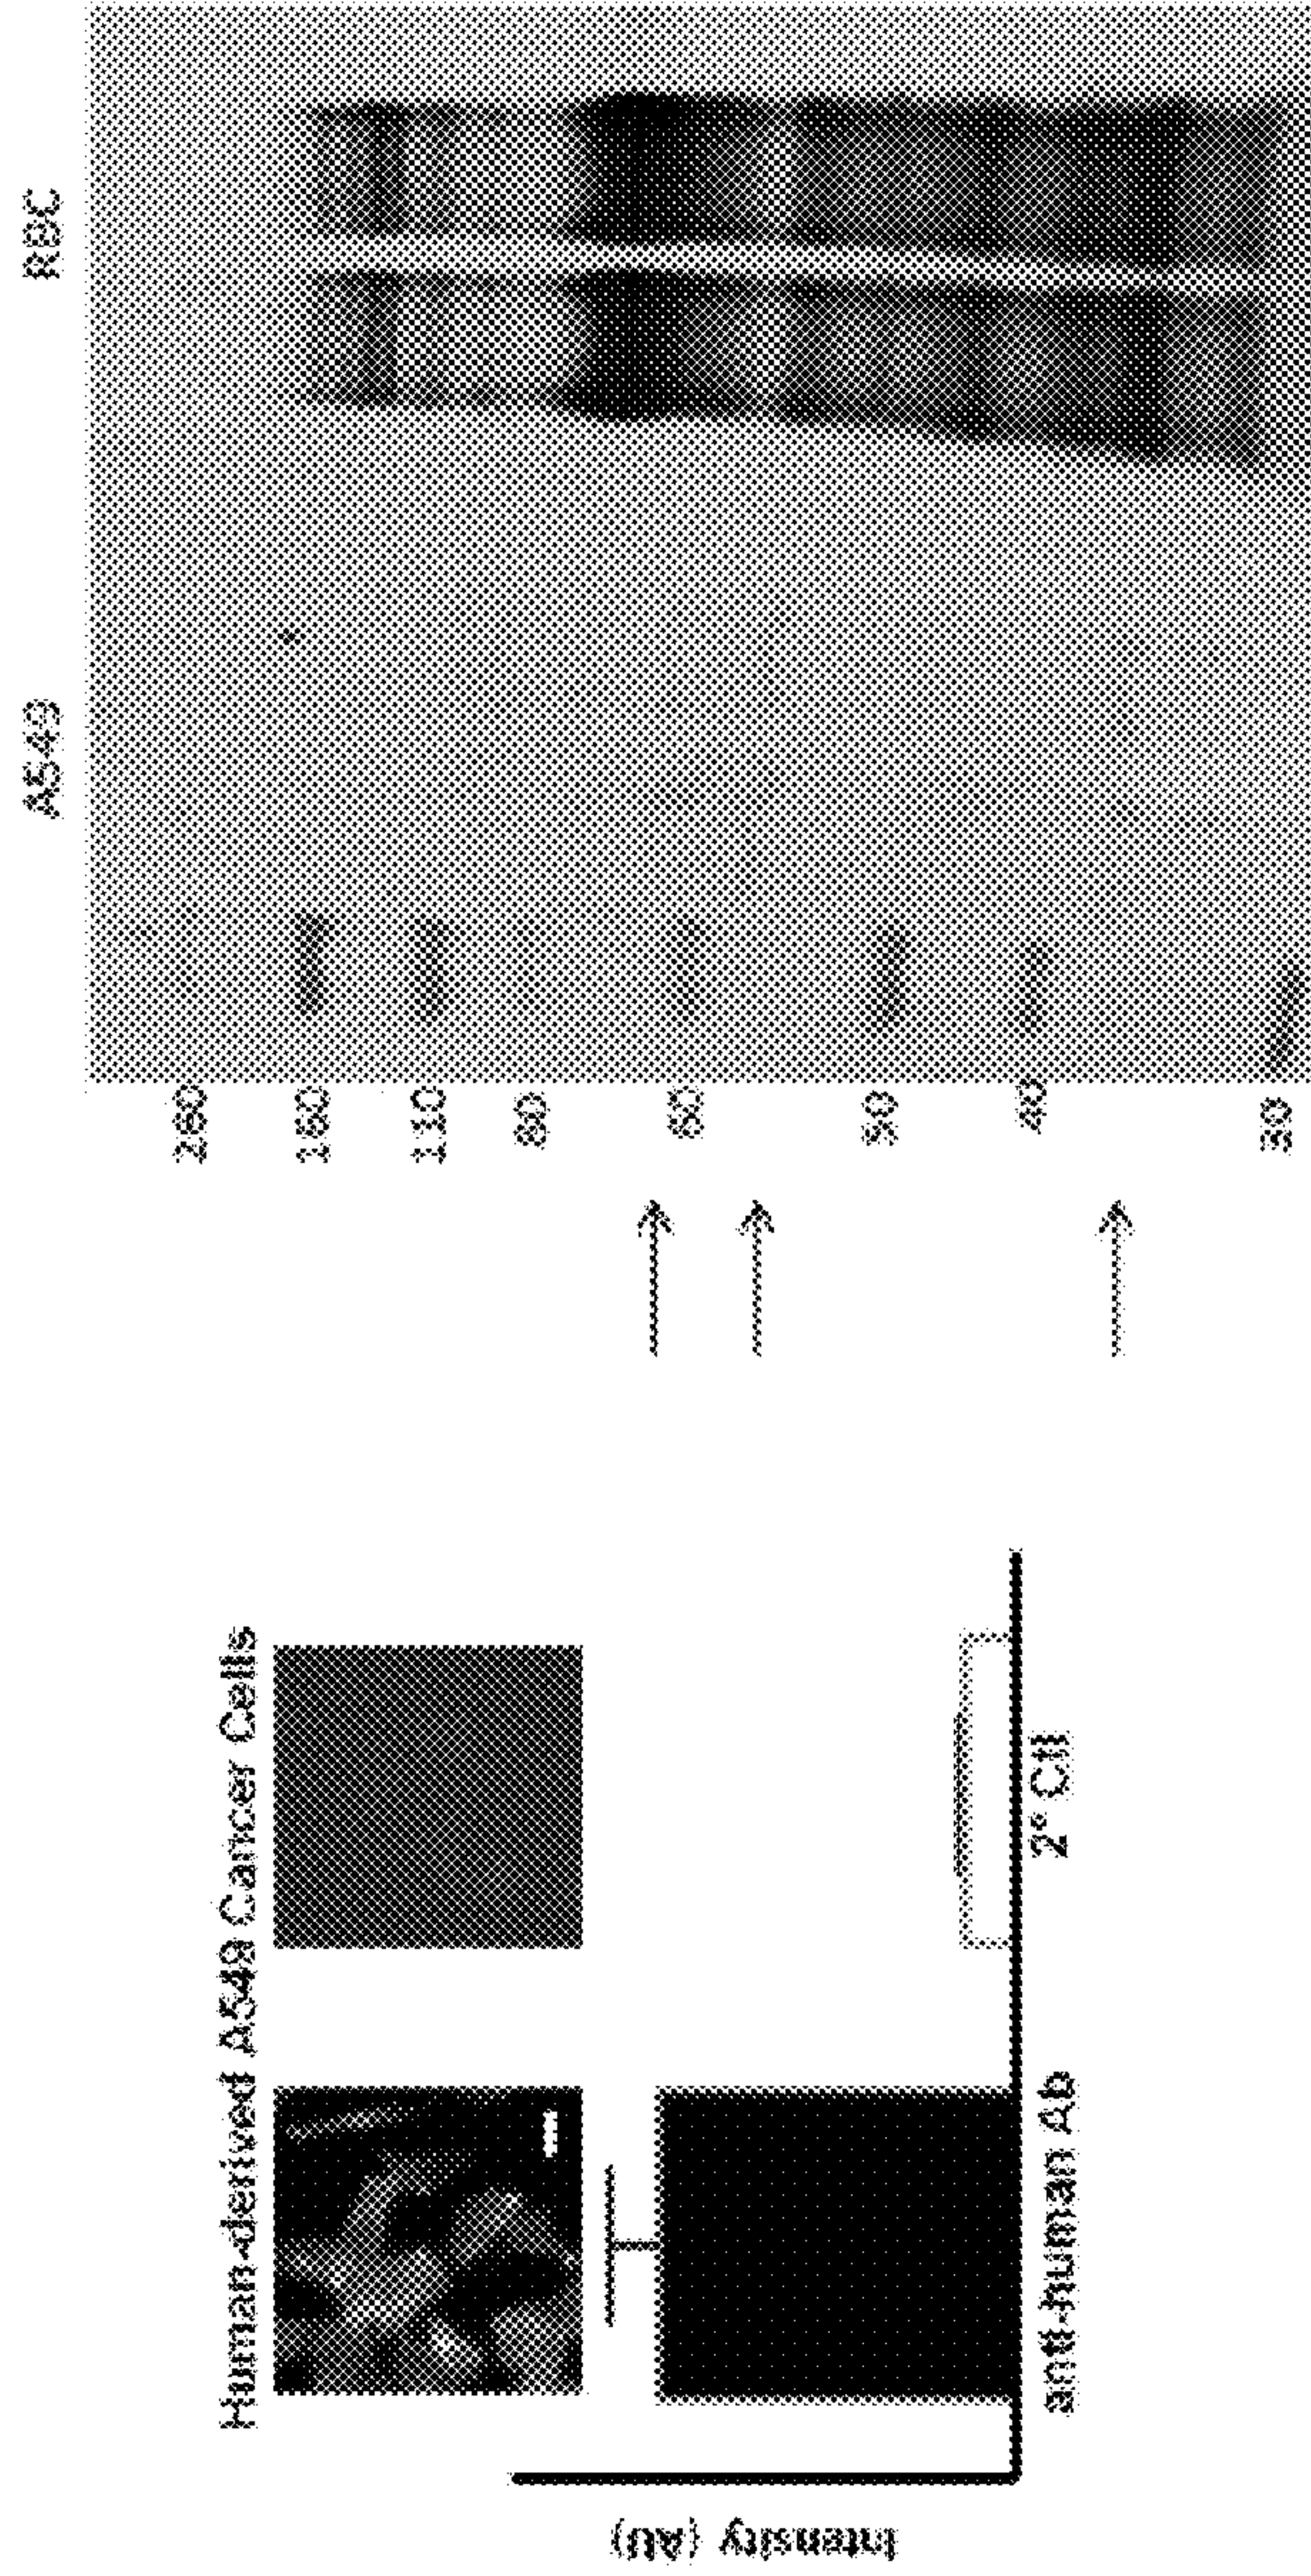 Human-derived A549 Cancer Cells
Intensity (AU)
anti-human Ab
2° Ctl
A549
RBC
260
160
110
80
60
50
40
30